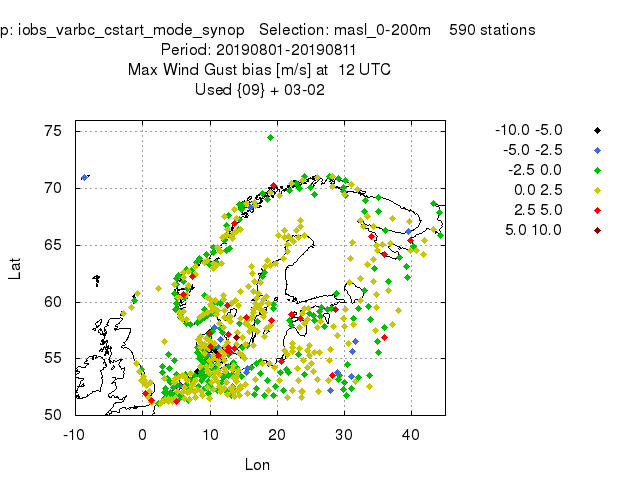 p: iobs_varbc_cstart_mode_synop Selection: masl_0-200m 590 stations
Period: 20190801-20190811
Max Wind Gust bias [m/s] at 12 UTC
Used {09} + 03-02
75
70
65
60
55
50
-10 0 10 20 30 40
Lat
Lon
-10.0 -5.0
-5.0 -2.5
-2.5 0.0
0.0 2.5
2.5 5.0
5.0 10.0